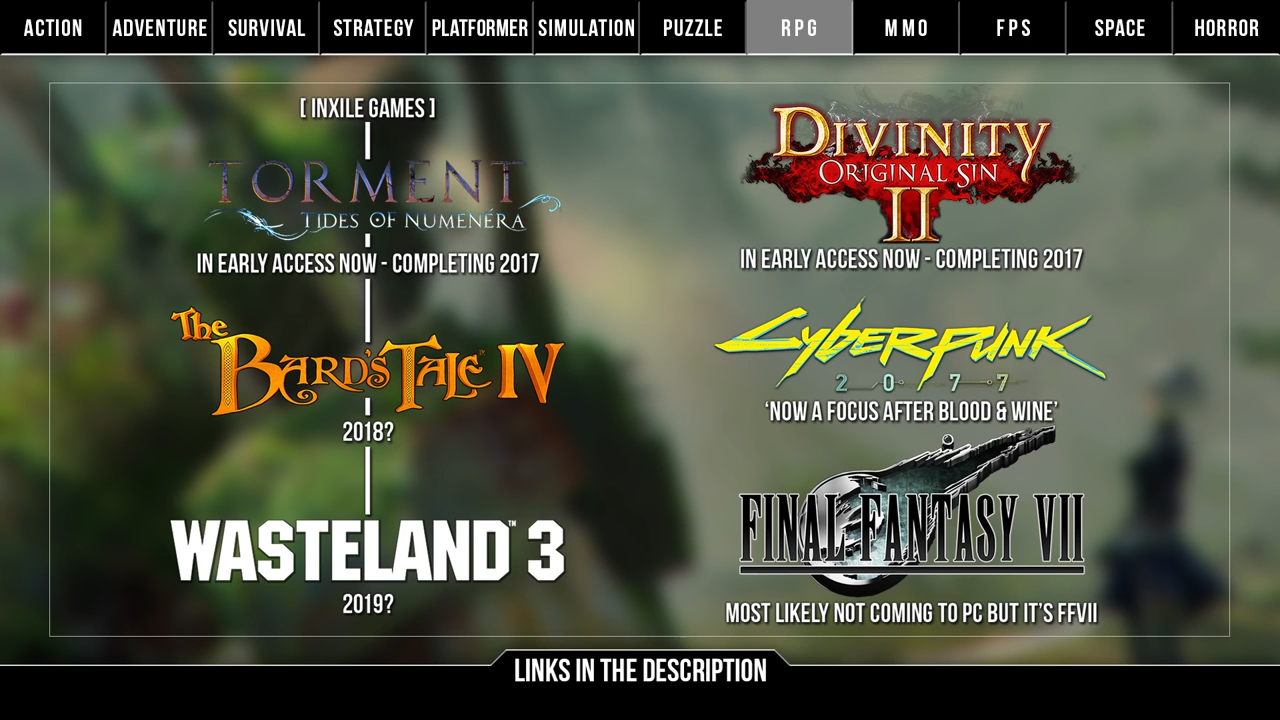 ACTION
ADVENTURE
SURVIVAL
STRATEGY
PLATFORMER
SIMULATION
PUZZLE
RPG
MMO
FPS
SPACE
HORROR
[ INXILE GAMES ]
TORMENT
TIDES OF NUMENÉRA
IN EARLY ACCESS NOW - COMPLETING 2017
The
BARD'S TALE IV
2018?
WASTELAND™ 3
2019?
DIVINITY
ORIGINAL SIN
II
IN EARLY ACCESS NOW - COMPLETING 2017
CYBERPUNK
2077
'NOW A FOCUS AFTER BLOOD & WINE'
FINAL FANTASY VII
MOST LIKELY NOT COMING TO PC BUT IT'S FFVII
LINKS IN THE DESCRIPTION